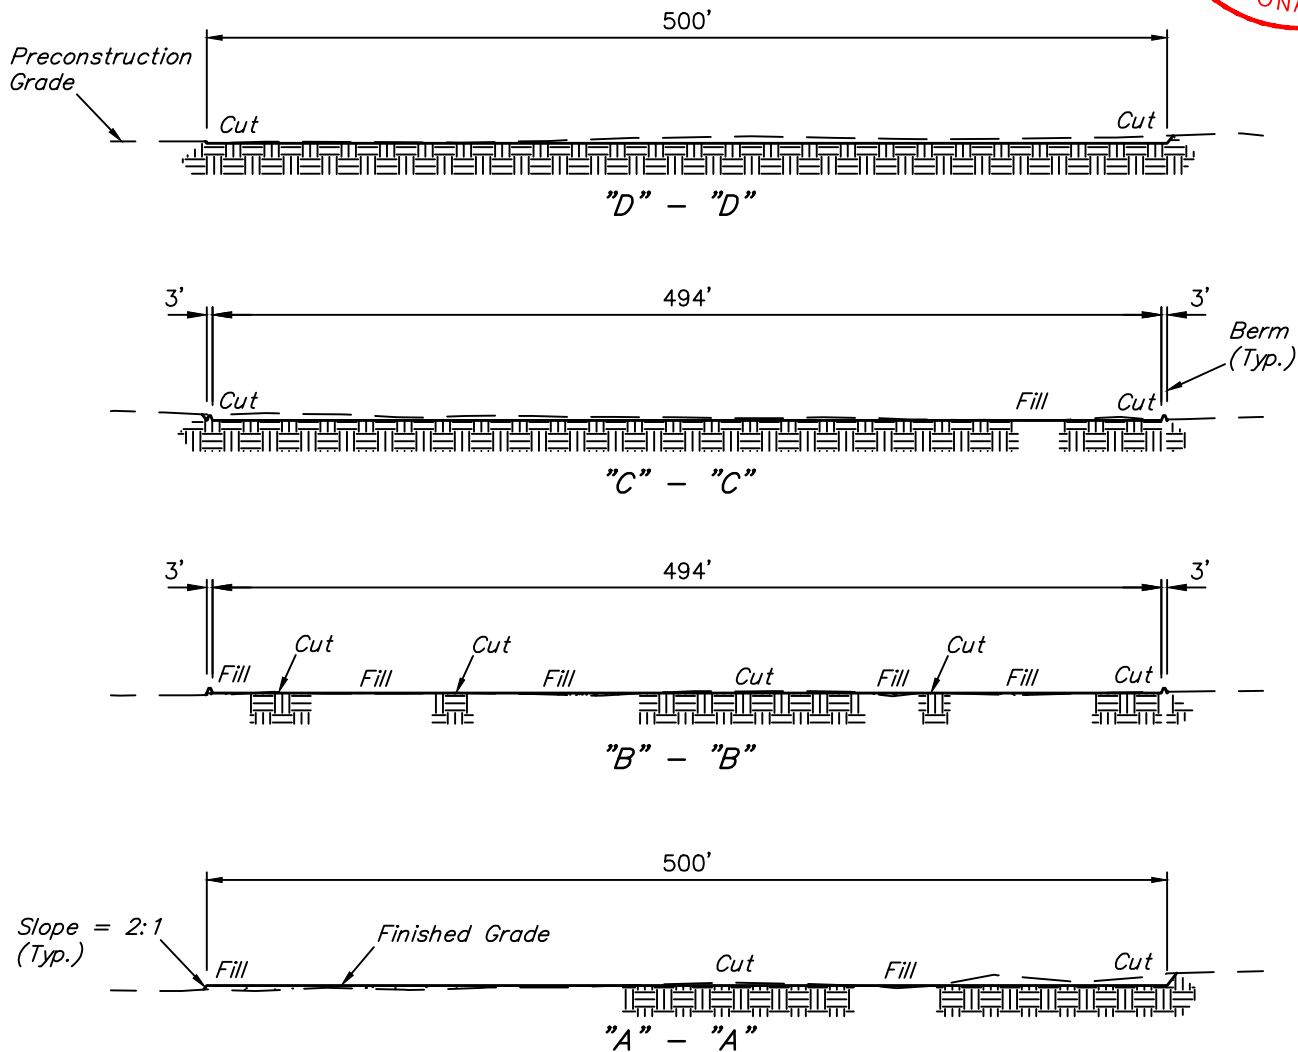 500'
Preconstruction
Grade
Cut Cut
"D" - "D"
3' 494' 3'
Berm
(Typ.)
Cut Fill Cut
"C" - "C"
3' 494' 3'
Cut Cut Cut
Fill Fill Fill Cut Fill Fill Cut
"B" - "B"
500'
Slope = 2:1
(Typ.)
Finished Grade
Fill Cut Fill Cut
"A" - "A"